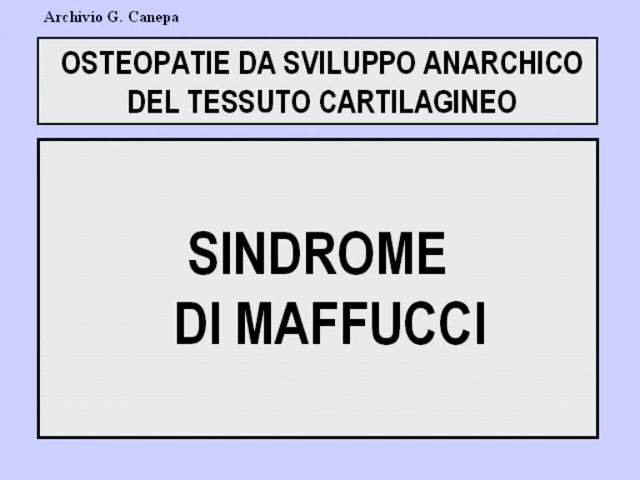 Archivio G. Canepa
OSTEOPATIE DA SVILUPPO ANARCHICO
DEL TESSUTO CARTILAGINEO
SINDROME
DI MAFFUCCI